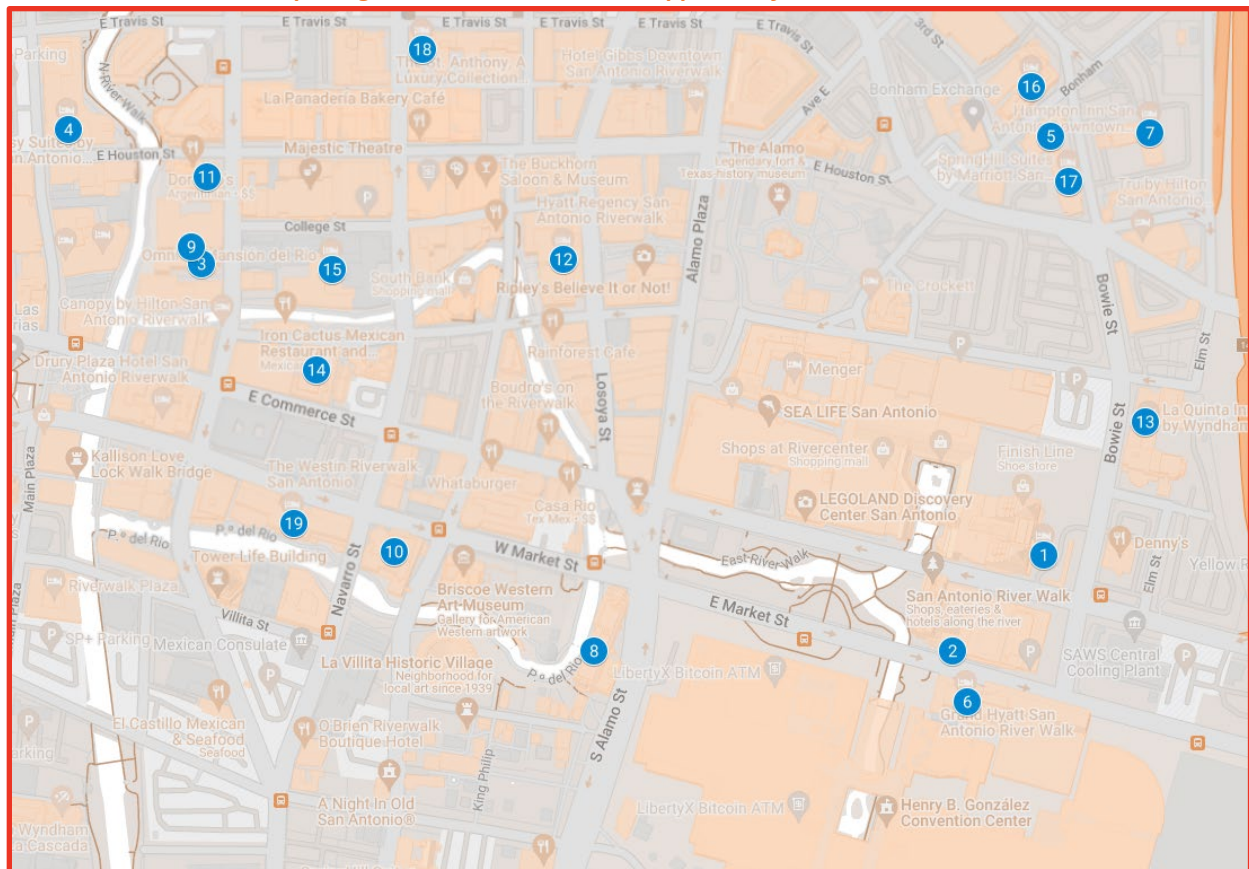 E Travis St
E Travis St
E Travis St
E Travis St
E Travis St
E Travis St
3rd St
Parking
N River Walk
18
The St. Anthony, A
Luxury Collection
Hotel Gibbs Downtown
San Antonio Riverwalk
Ave E
Bonham Exchange
16
Bonham
La Panadería Bakery Café
4
San Antonio
E Houston St
Majestic Theatre
Hampton Inn San
5
7
11
The Buckhorn
Saloon & Museum
The Alamo
Legendary fort &
Texas history museum
E Houston St
SpringHill Suites
by Marriott San
17
Tru by Hilton
San Antonio
College St
Hyatt Regency San
Antonio Riverwalk
Alamo Plaza
9
3
15
12
South Bank
Shopping mall
Ripley's Believe It or Not!
The Crockett
Bowie St
Canopy by Hilton San
Antonio Riverwalk
Las
Iron Cactus Mexican
Restaurant and...
14
Rainforest Cafe
Elm St
Drury Plaza Hotel San
Antonio Riverwalk
E Commerce St
Losoya St
Menger
Boudro's on
the Riverwalk
SEA LIFE San Antonio
Bowie St
La Quinta Inn
by Wyndham
13
Main Plaza
Kallison Love
Lock Walk Bridge
The Westin Riverwalk
San Antonio
Whataburger
Shops at Rivercenter
Shopping mall
Finish Line
Shoe store
Casa Rio
Tex Mex • $$
LEGOLAND Discovery
Center San Antonio
P.º del Rio
P.º del Rio
19
10
Tower Life Building
Navarro St
W Market St
East River Walk
1
Denny's
Elm St
Riverwalk Plaza
Villita St
Briscoe Western
Art Museum
Gallery for American
Western artwork
San Antonio River Walk
Shops, eateries &
hotels along the river
SP+ Parking
Mexican Consulate
E Market St
2
SAWS Central
Cooling Plant
La Villita Historic Village
Neighborhood for
local art since 1939
P.º del Rio
8
LibertyX Bitcoin ATM
6
Grand Hyatt San
Antonio River Walk
El Castillo Mexican
& Seafood
Seafood
O'Brien Riverwalk
Boutique Hotel
S Alamo St
King Philip
A Night In Old
San Antonio®
LibertyX Bitcoin ATM
Henry B. González
Convention Center
Wyndham
La Cascada